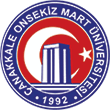 ÇANAKKALE ONSEKİZ MART ÜNİVERSİTESİ
• 1992 •